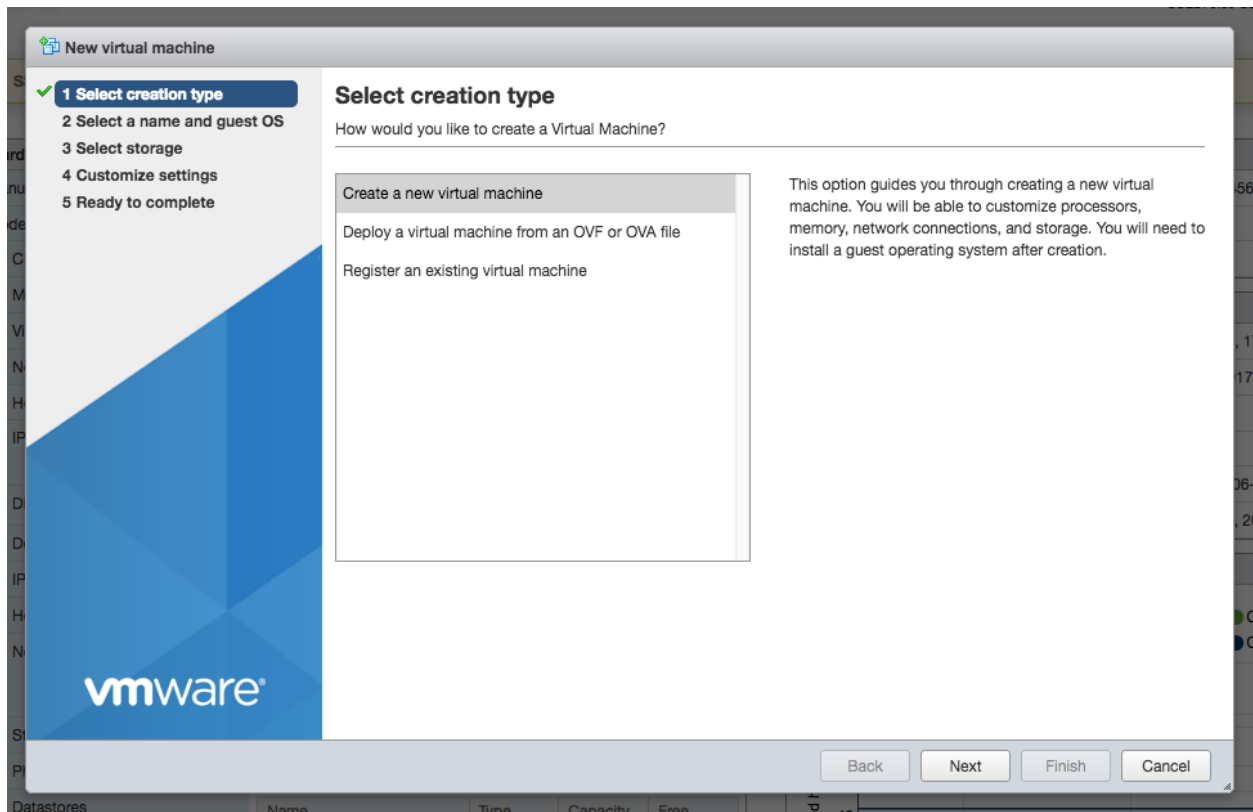 New virtual machine
1 Select creation type
2 Select a name and guest OS
3 Select storage
4 Customize settings
5 Ready to complete
Select creation type
How would you like to create a Virtual Machine?
Create a new virtual machine
Deploy a virtual machine from an OVF or OVA file
Register an existing virtual machine
This option guides you through creating a new virtual
machine. You will be able to customize processors,
memory, network connections, and storage. You will need to
install a guest operating system after creation.
vmware®
Back
Next
Finish
Cancel
Datastores
Name
Type
Capacity
Free